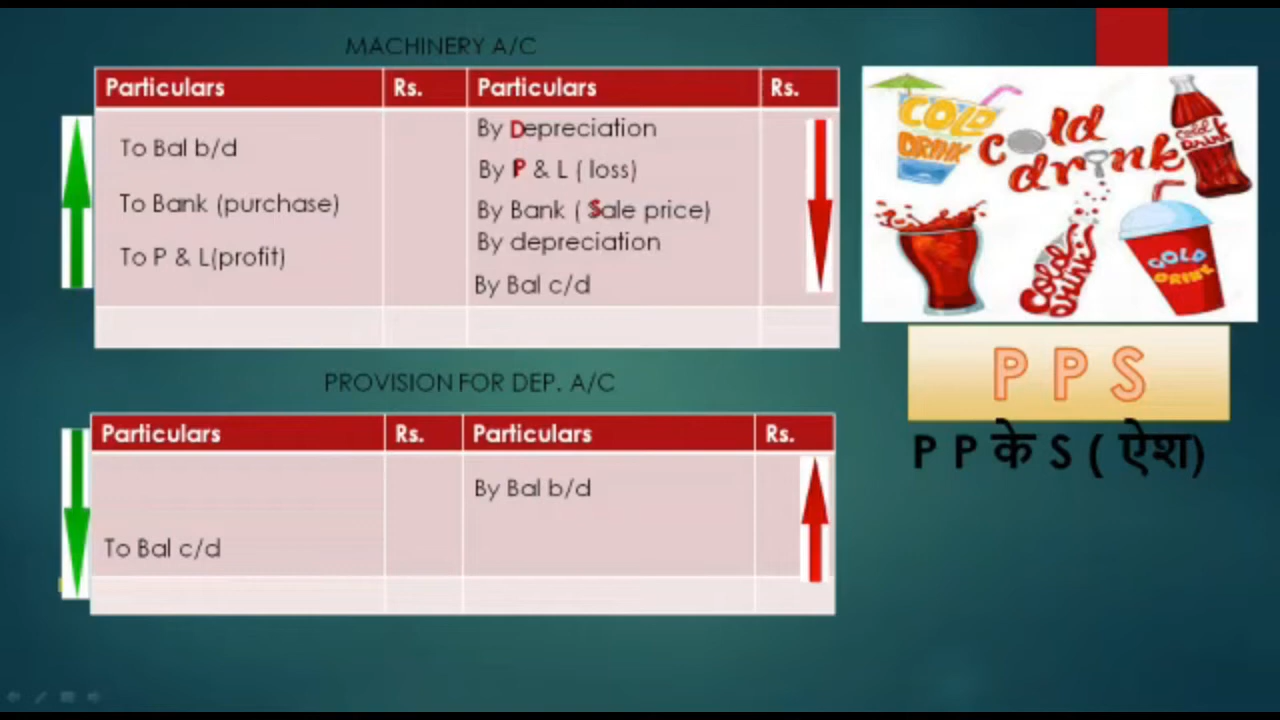 MACHINERY A/C
Particulars Rs. Particulars Rs.
To Bal b/d
To Bank (purchase)
To P & L(profit)
By Depreciation
By P & L ( loss)
By Bank ( Sale price)
By depreciation
By Bal c/d
COLD DRINK
Cold
drink
Cold Drink
Cold Drink
COLD DRINK
P P S
P P के S ( ऐश)
PROVISION FOR DEP. A/C
Particulars Rs. Particulars Rs.
By Bal b/d
To Bal c/d